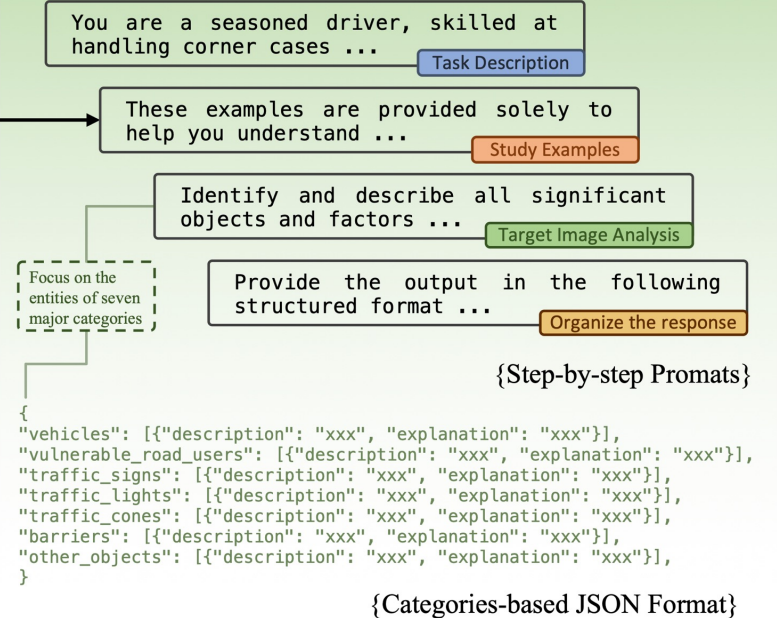 You are a seasoned driver, skilled at
handling corner cases ...
Task Description
These examples are provided solely to
help you understand ...
Study Examples
Identify and describe all significant
objects and factors ...
Target Image Analysis
Focus on the
entities of seven
major categories
Provide the output in the following
structured format ...
Organize the response
{Step-by-step Promats}
{
"vehicles": [{"description": "xxx", "explanation": "xxx"}],
"vulnerable_road_users": [{"description": "xxx", "explanation": "xxx"}],
"traffic_signs": [{"description": "xxx", "explanation": "xxx"}],
"traffic_lights": [{"description": "xxx", "explanation": "xxx"}],
"traffic_cones": [{"description": "xxx", "explanation": "xxx"}],
"barriers": [{"description": "xxx", "explanation": "xxx"}],
"other_objects": [{"description": "xxx", "explanation": "xxx"}],
}
{Categories-based JSON Format}